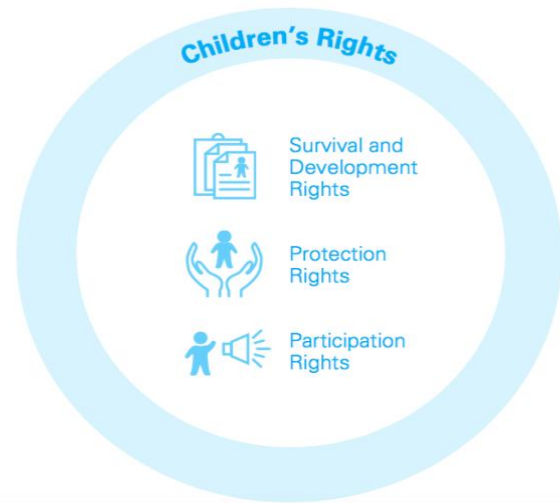 Children's Rights
Survival and
Development
Rights
Protection
Rights
Participation
Rights